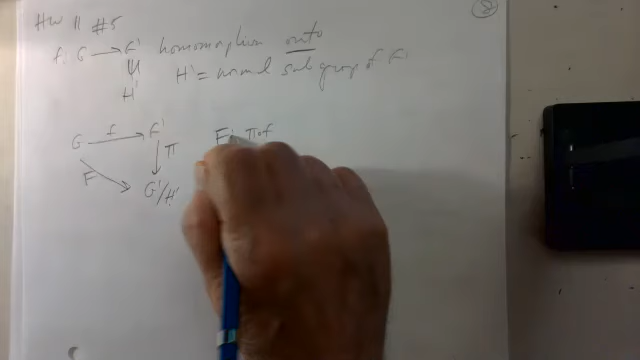 HW 11 #5
f: G → G' homomorphism onto
H' H' = normal subgroup of G'
G f G' F = π∘f
π
F
G'/H'